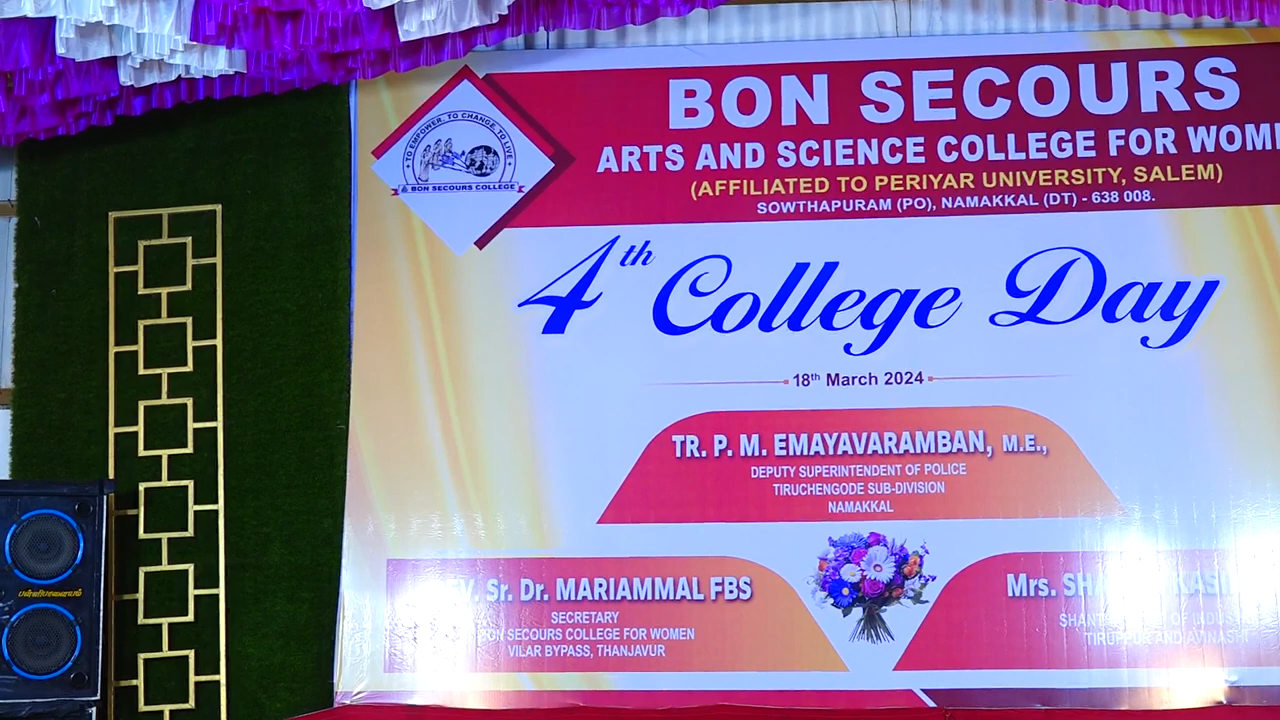 BON SECOURS
ARTS AND SCIENCE COLLEGE FOR
(AFFILIATED TO PERIYAR UNIVERSITY, SALEM)
SOWTHAPURAM (PO), NAMAKKAL (DT) - 638 008.
TO EMPOWER, TO CHANGE, TO LIVE
BON SECOURS COLLEGE
4th College Day
18th March 2024
TR. P. M. EMAYAVARAMBAN, M.E.,
DEPUTY SUPERINTENDENT OF POLICE
TIRUCHENGODE SUB-DIVISION
NAMAKKAL
Sr. Dr. MARIAMMAL FBS
SECRETARY
BON SECOURS COLLEGE FOR WOMEN
VILAR BYPASS, THANJAVUR
Mrs.
OF
TIRUPPUR AND AVINASHI